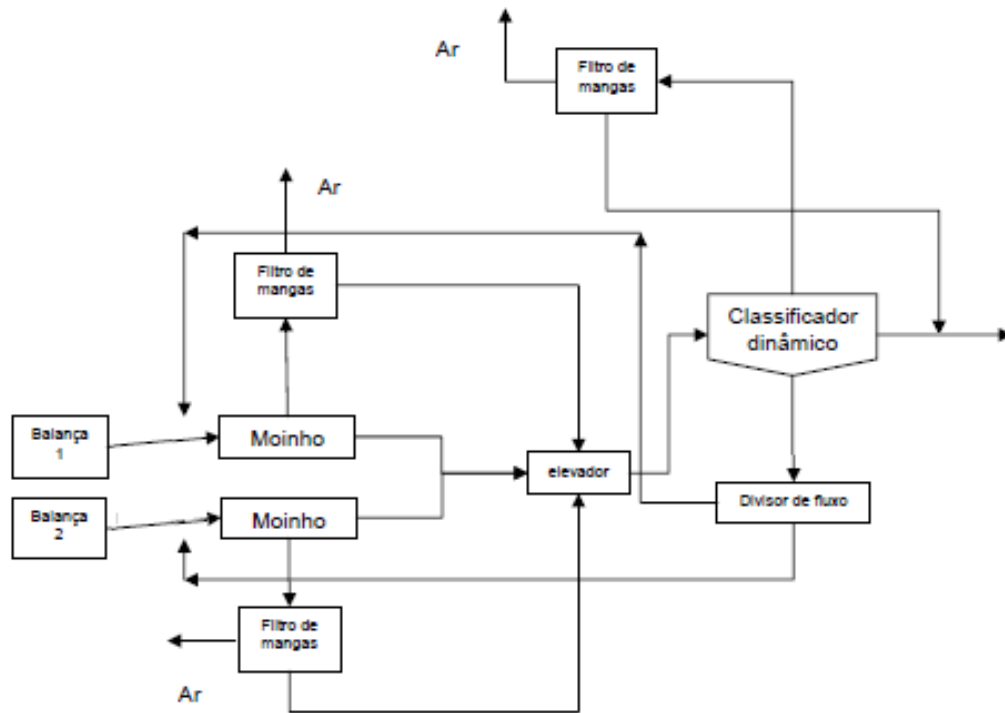 Ar
Filtro de
mangas
Ar
Filtro de
mangas
Classificador
dinâmico
Balança
1
Moinho
elevador
Balança
2
Moinho
Divisor de fluxo
Filtro de
mangas
Ar